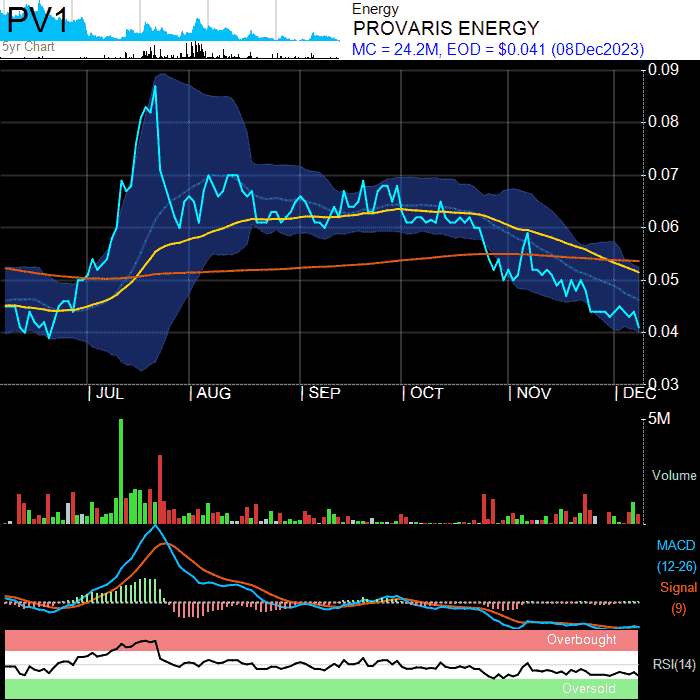 PV1
5yr Chart
Energy
PROVARIS ENERGY
MC = 24.2M, EOD = $0.041 (08Dec2023)
0.09
0.08
0.07
0.06
0.05
0.04
0.03
JUL AUG SEP OCT NOV DEC
5M
Volume
MACD
(12-26)
Signal
(9)
Overbought
RSI(14)
Oversold